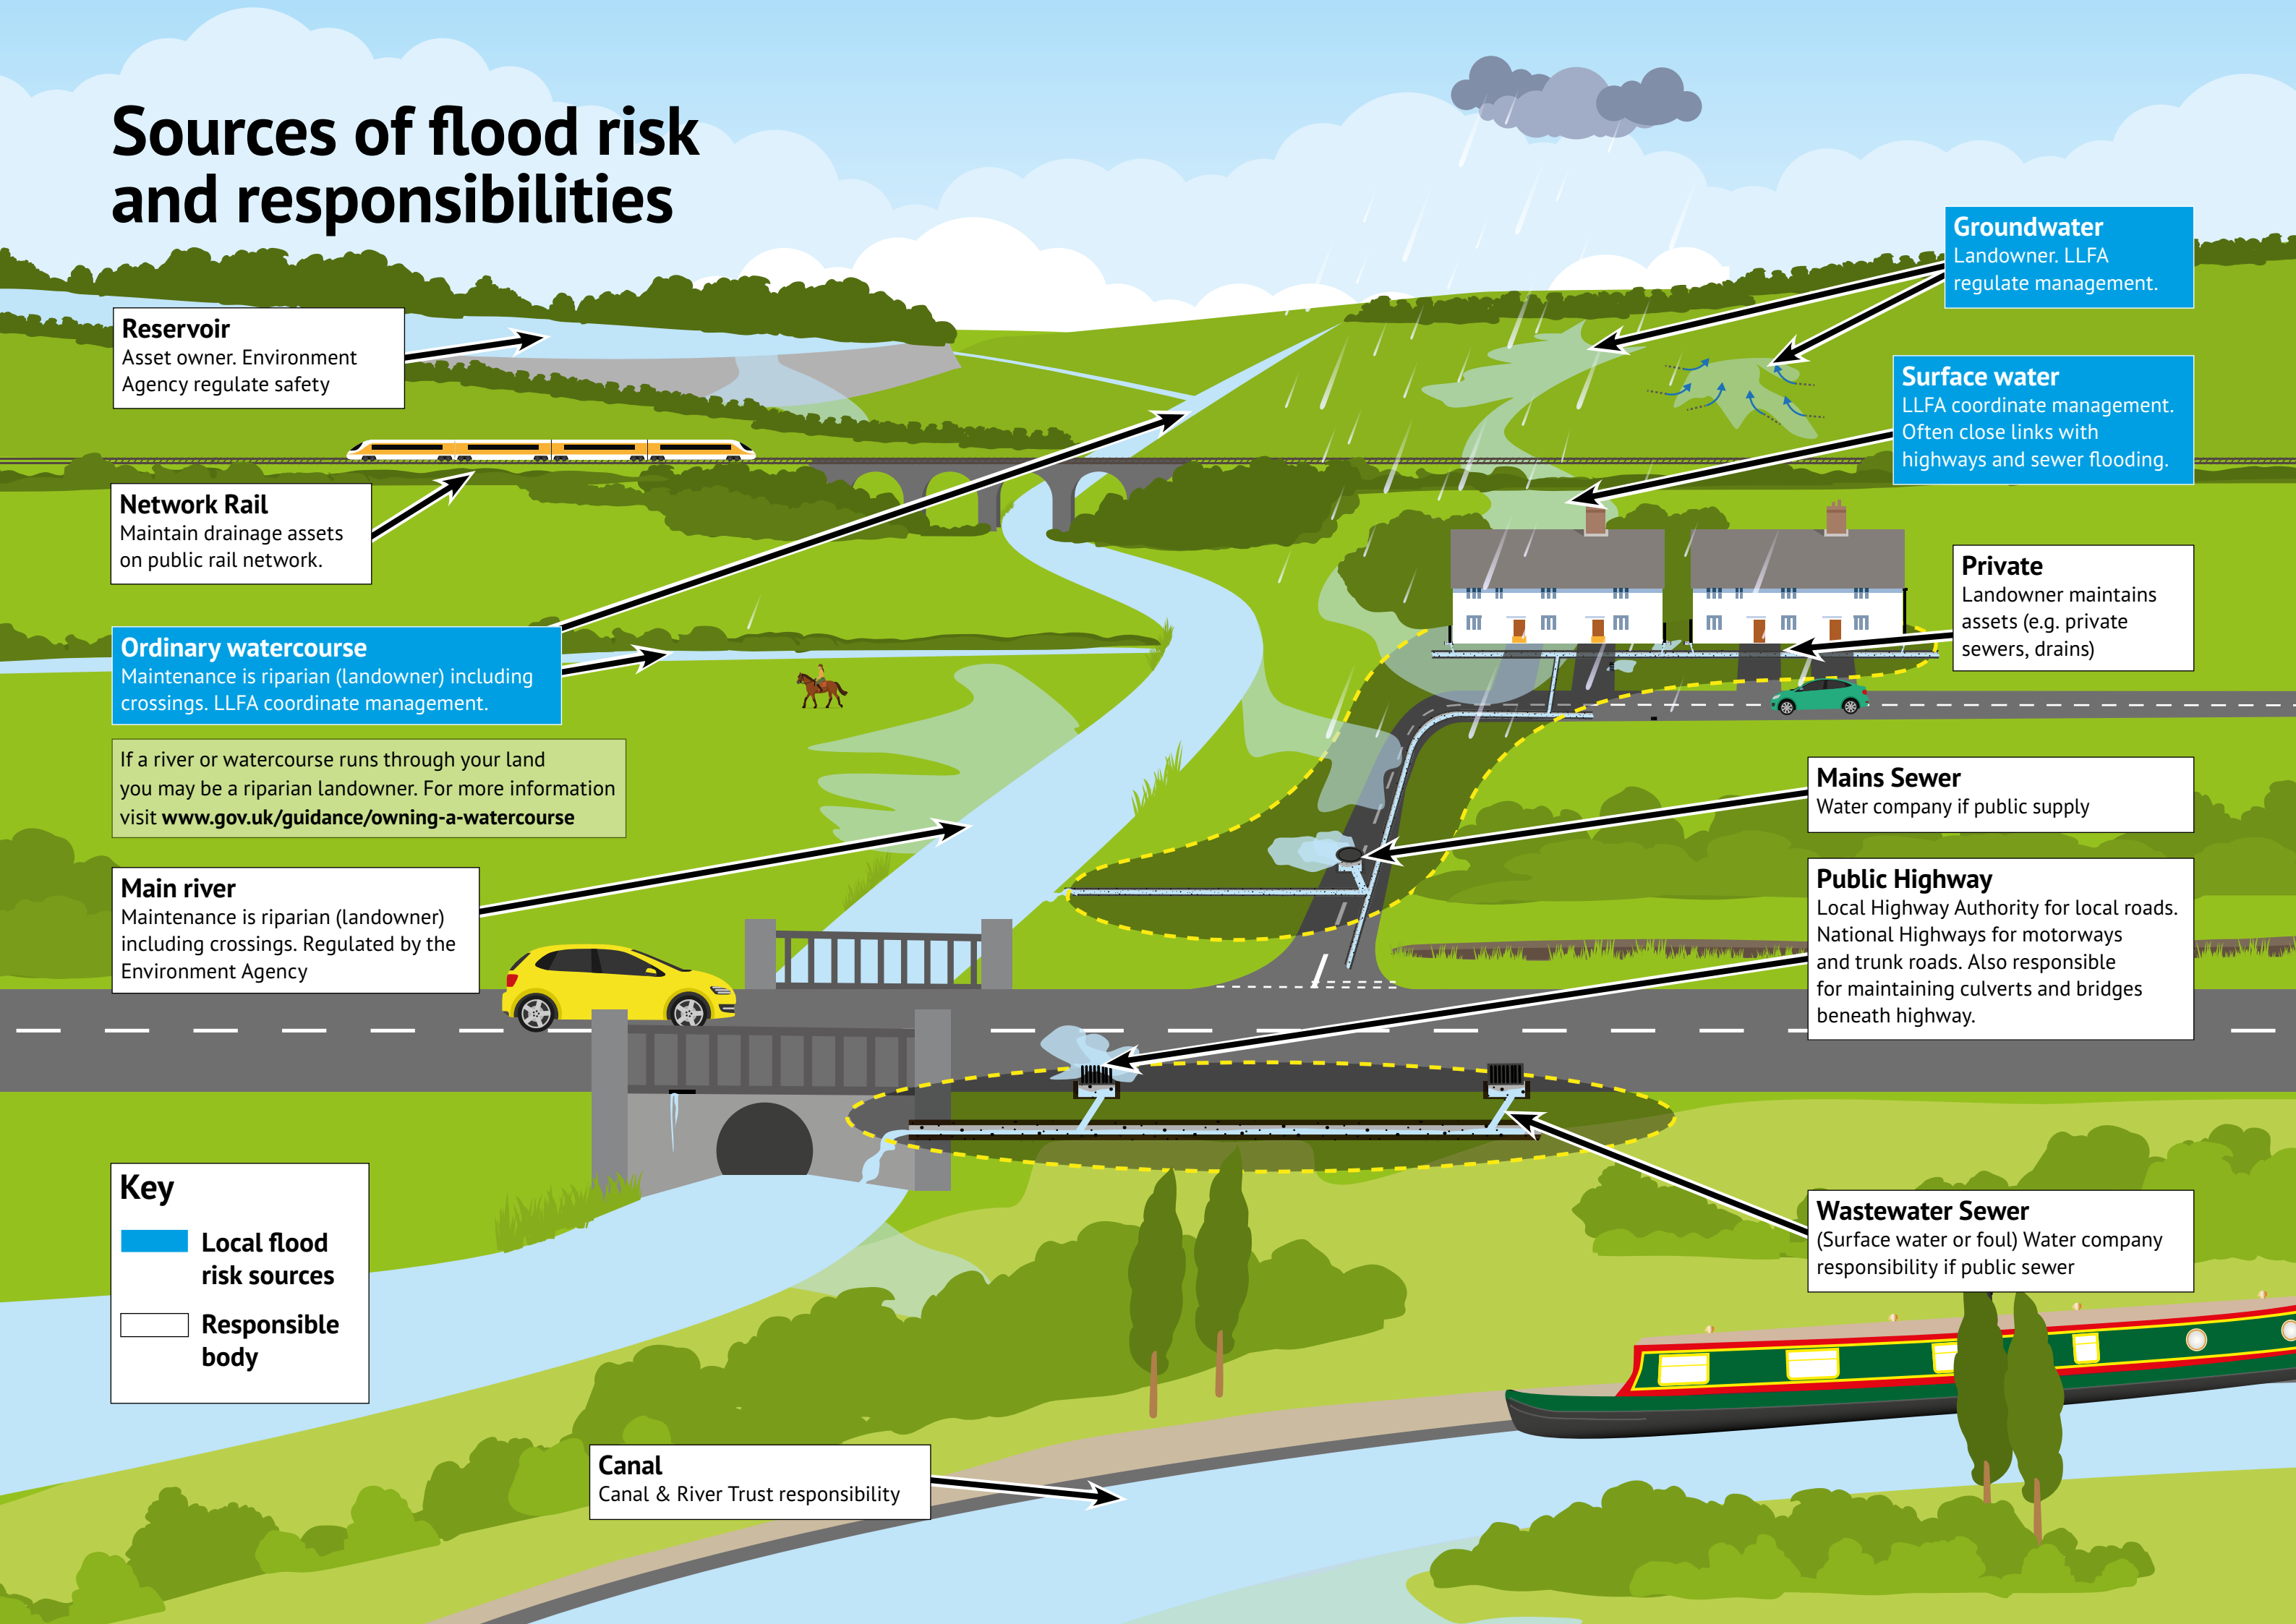 Sources of flood risk
and responsibilities
Groundwater
Landowner. LLFA
regulate management.
Reservoir
Asset owner. Environment
Agency regulate safety
Surface water
LLFA coordinate management.
Often close links with
highways and sewer flooding.
Network Rail
Maintain drainage assets
on public rail network.
Private
Landowner maintains
assets (e.g. private
sewers, drains)
Ordinary watercourse
Maintenance is riparian (landowner) including
crossings. LLFA coordinate management.
If a river or watercourse runs through your land
you may be a riparian landowner. For more information
visit www.gov.uk/guidance/owning-a-watercourse
Mains Sewer
Water company if public supply
Main river
Maintenance is riparian (landowner)
including crossings. Regulated by the
Environment Agency
Public Highway
Local Highway Authority for local roads.
National Highways for motorways
and trunk roads. Also responsible
for maintaining culverts and bridges
beneath highway.
Key
Local flood
risk sources
Responsible
body
Wastewater Sewer
(Surface water or foul) Water company
responsibility if public sewer
Canal
Canal & River Trust responsibility